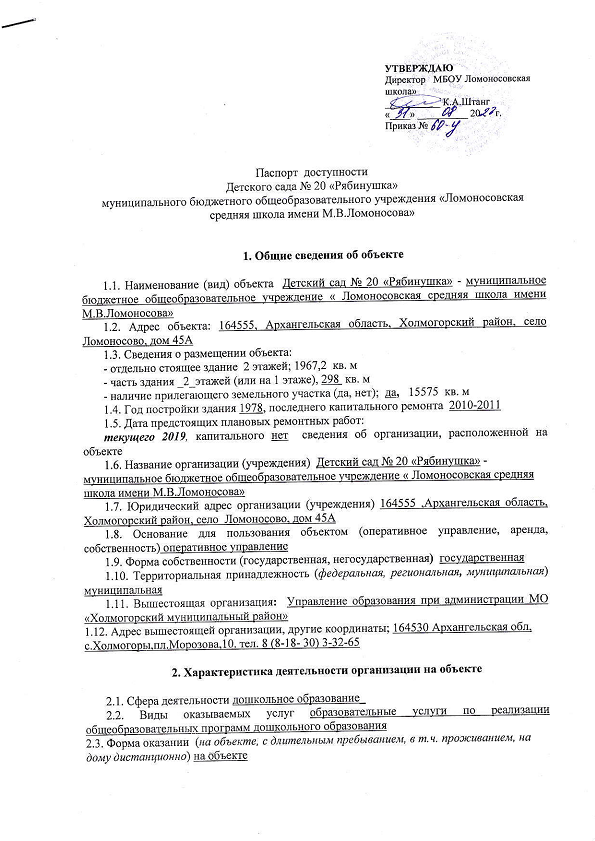 УТВЕРЖДАЮ
Директор МБОУ Ломоносовская
школа»
К.А.Штанг
« 31 » 08 2022г.
Приказ № 60-у
Паспорт доступности
Детского сада № 20 «Рябинушка»
муниципального бюджетного общеобразовательного учреждения «Ломоносовская
средняя школа имени М.В.Ломоносова»
1. Общие сведения об объекте
1.1. Наименование (вид) объекта Детский сад № 20 «Рябинушка» - муниципальное
бюджетное общеобразовательное учреждение « Ломоносовская средняя школа имени
М.В.Ломоносова»
1.2. Адрес объекта: 164555, Архангельская область, Холмогорский район, село
Ломоносово, дом 45А
1.3. Сведения о размещении объекта:
- отдельно стоящее здание 2 этажей; 1967,2 кв. м
- часть здания _2_этажей (или на 1 этаже), 298 кв. м
- наличие прилегающего земельного участка (да, нет); да, 15575 кв. м
1.4. Год постройки здания 1978, последнего капитального ремонта 2010-2011
1.5. Дата предстоящих плановых ремонтных работ:
текущего 2019, капитального нет сведения об организации, расположенной на
объекте
1.6. Название организации (учреждения) Детский сад № 20 «Рябинушка» -
муниципальное бюджетное общеобразовательное учреждение « Ломоносовская средняя
школа имени М.В.Ломоносова»
1.7. Юридический адрес организации (учреждения) 164555 ,Архангельская область,
Холмогорский район, село Ломоносово, дом 45А
1.8. Основание для пользования объектом (оперативное управление, аренда,
собственность) оперативное управление
1.9. Форма собственности (государственная, негосударственная) государственная
1.10. Территориальная принадлежность (федеральная, региональная, муниципальная)
муниципальная
1.11. Вышестоящая организация: Управление образования при администрации МО
«Холмогорский муниципальный район»
1.12. Адрес вышестоящей организации, другие координаты; 164530 Архангельская обл,
с.Холмогоры,пл.Морозова,10. тел. 8 (8-18- 30) 3-32-65
2. Характеристика деятельности организации на объекте
2.1. Сфера деятельности дошкольное образование_
2.2. Виды оказываемых услуг образовательные услуги по реализации
общеобразовательных программ дошкольного образования
2.3. Форма оказании (на объекте, с длительным пребыванием, в т.ч. проживанием, на
дому дистанционно) на объекте